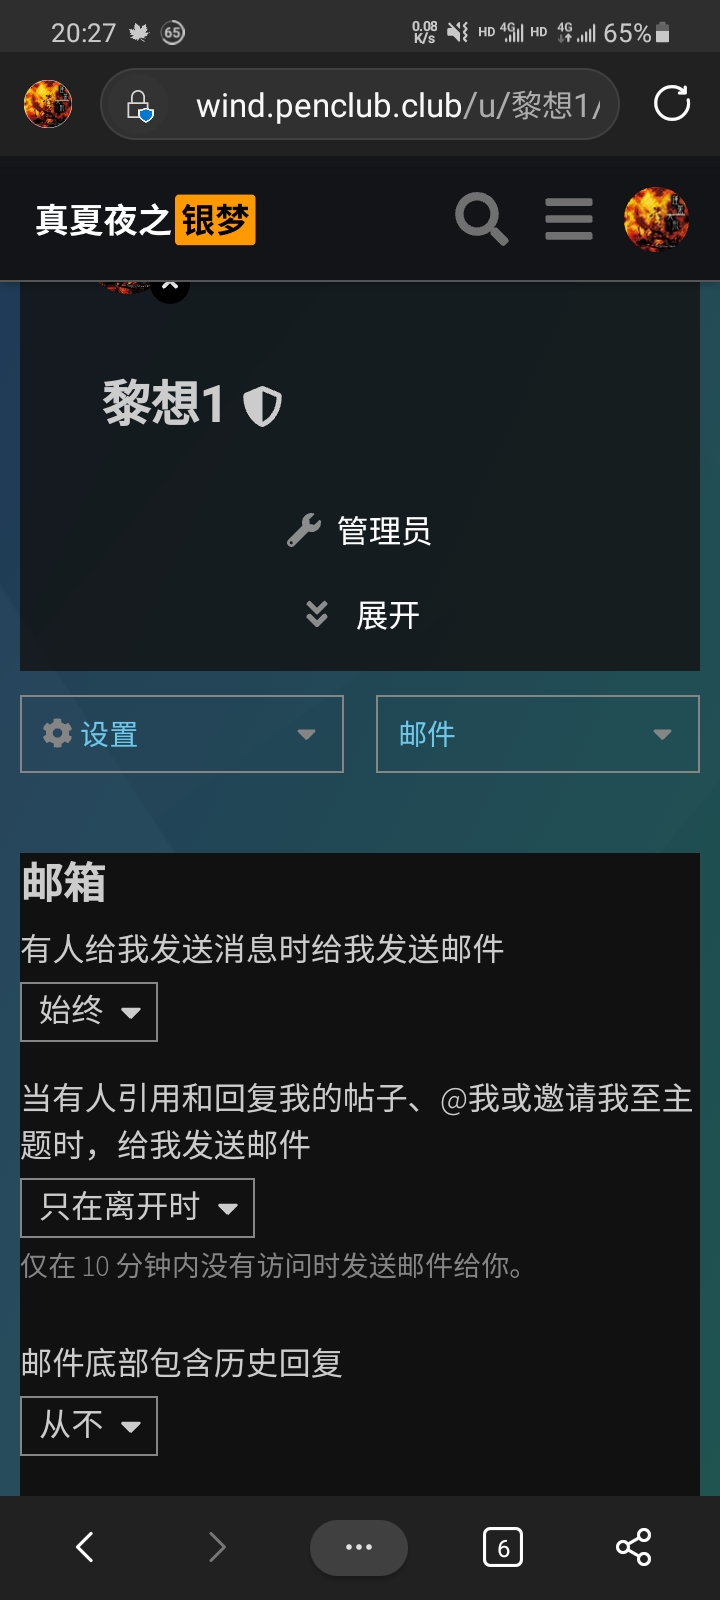 20:27
65
0.08
K/s
HD
4G
HD
4G
65%
wind.penclub.club/u/黎想1/
真夏夜之银梦
黎想1
管理员
展开
设置
邮件
邮箱
有人给我发送消息时给我发送邮件
始终
当有人引用和回复我的帖子、@我或邀请我至主
题时，给我发送邮件
只在离开时
仅在 10 分钟内没有访问时发送邮件给你。
邮件底部包含历史回复
从不
6